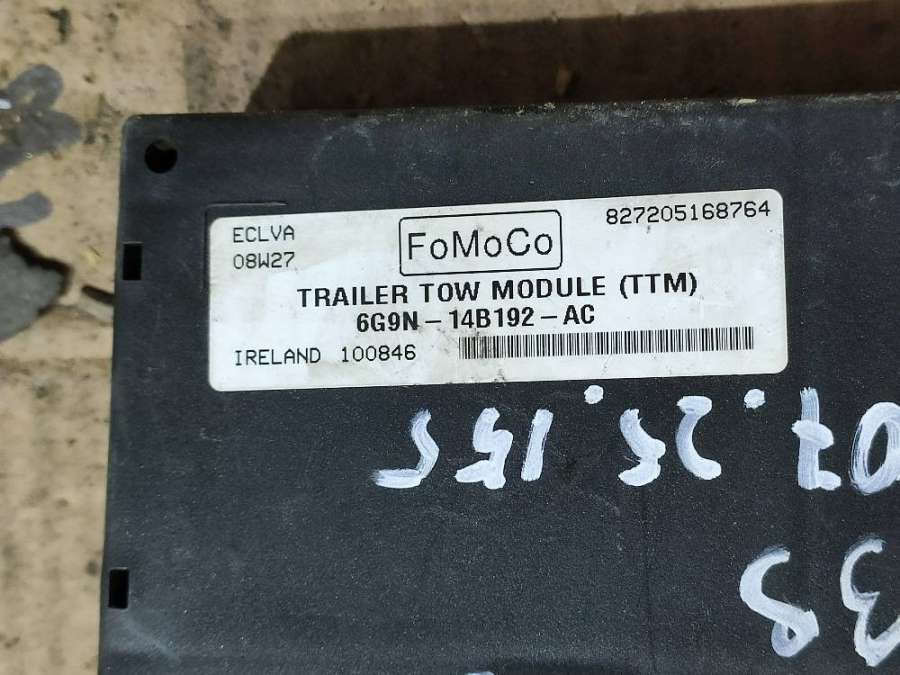 ECLVA
08W27
FoMoCo
827205168764
TRAILER TOW MODULE (TTM)
6G9N-14B192-AC
IRELAND 100846